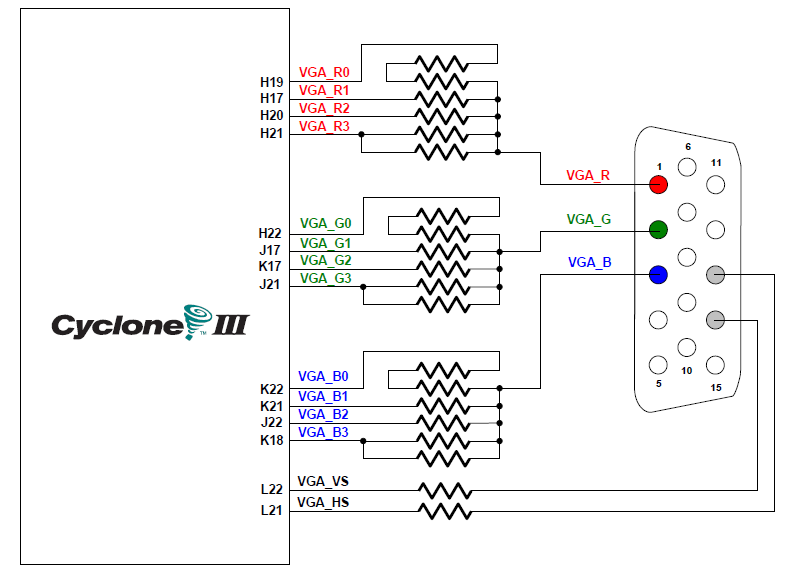 H19 VGA_R0
H17 VGA_R1
H20 VGA_R2
H21 VGA_R3
VGA_R
1
6
11
H22 VGA_G0
J17 VGA_G1
K17 VGA_G2
J21 VGA_G3
VGA_G
VGA_B
Cyclone III
TM
5
10
15
K22 VGA_B0
K21 VGA_B1
J22 VGA_B2
K18 VGA_B3
L22 VGA_VS
L21 VGA_HS